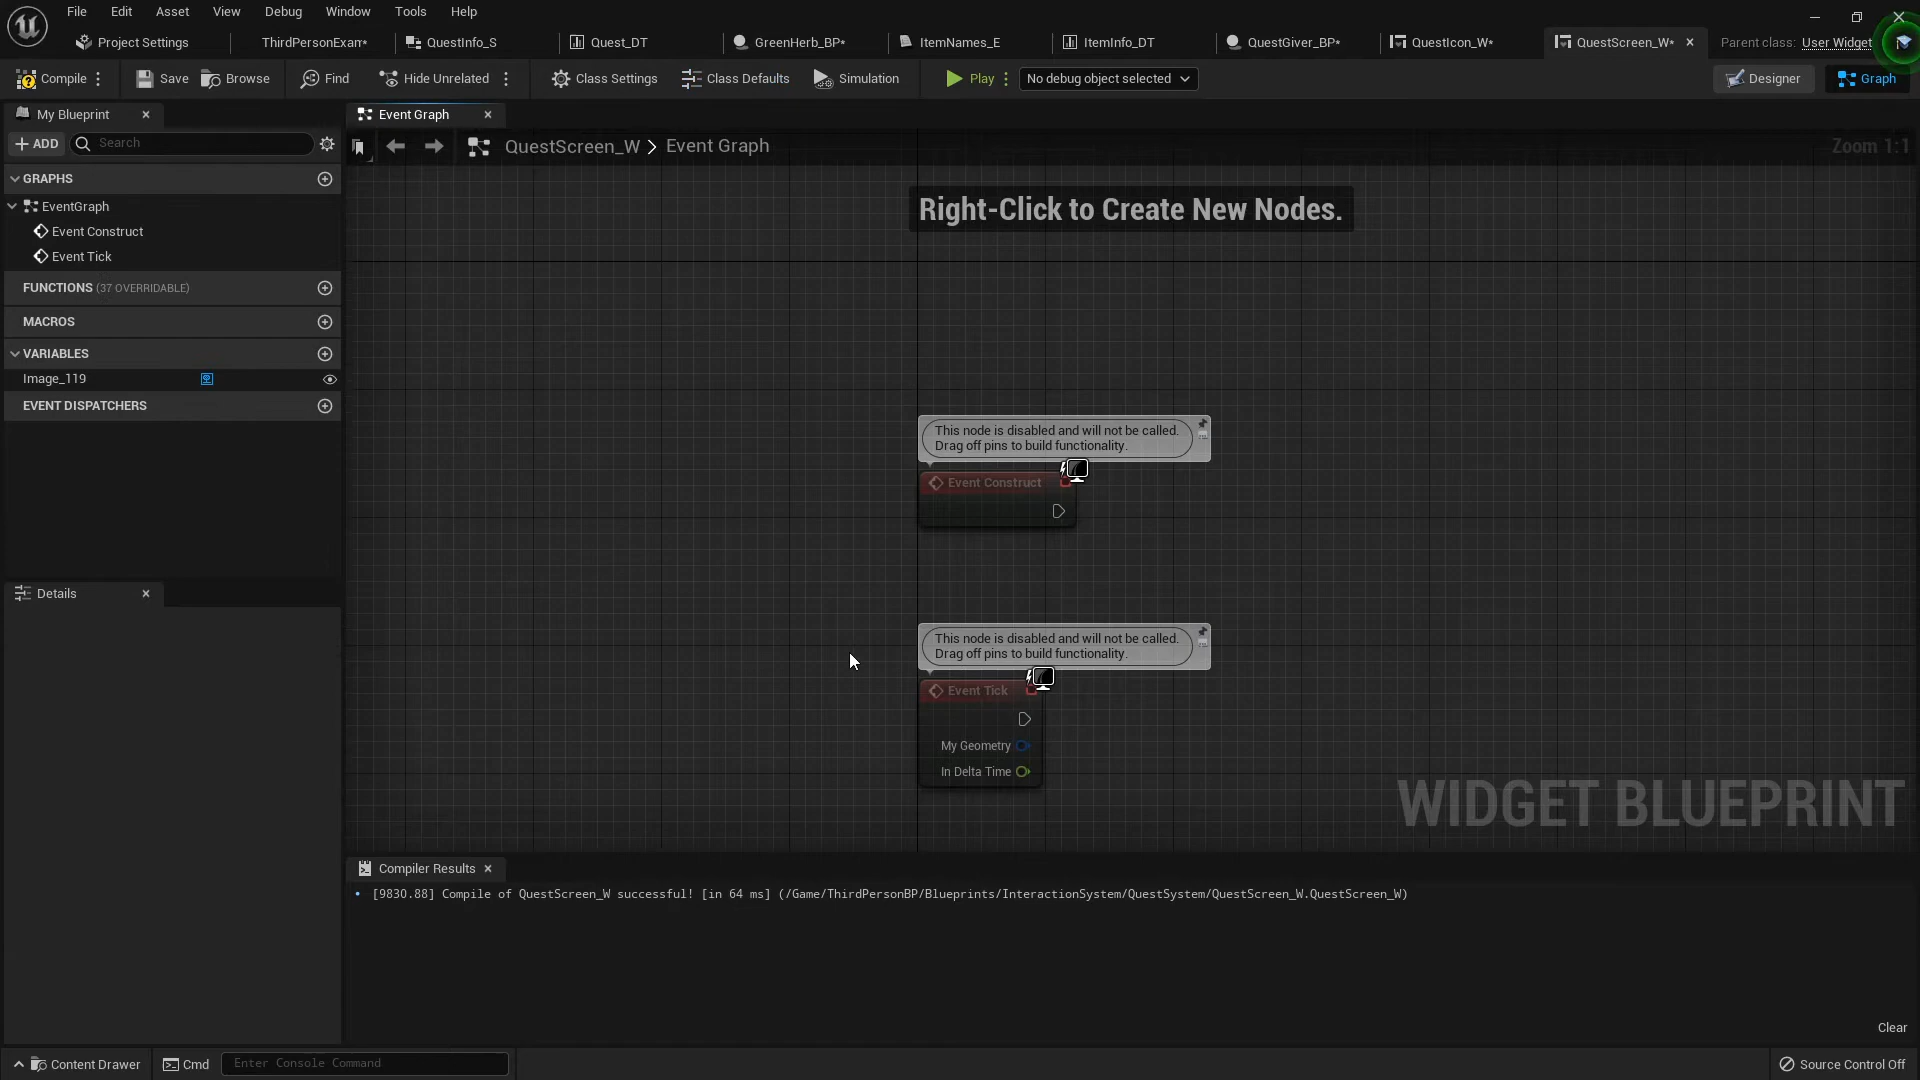 File Edit Asset View Debug Window Tools Help
Project Settings ThirdPersonExam* QuestInfo_S Quest_DT GreenHerb_BP* ItemNames_E ItemInfo_DT QuestGiver_BP* QuestIcon_W* QuestScreen_W* Parent class: User Widget
Compile Save Browse Find Hide Unrelated Class Settings Class Defaults Simulation Play No debug object selected Designer Graph
My Blueprint
Event Graph
ADD Search
QuestScreen_W > Event Graph
Zoom 1:1
GRAPHS
EventGraph
Event Construct
Event Tick
FUNCTIONS (37 OVERRIDABLE)
MACROS
VARIABLES
Image_119
EVENT DISPATCHERS
Details
Right-Click to Create New Nodes.
This node is disabled and will not be called.
Drag off pins to build functionality.
Event Construct
This node is disabled and will not be called.
Drag off pins to build functionality.
Event Tick
My Geometry
In Delta Time
WIDGET BLUEPRINT
Compiler Results
[9830.88] Compile of QuestScreen_W successful! [in 64 ms] (/Game/ThirdPersonBP/Blueprints/InteractionSystem/QuestSystem/QuestScreen_W.QuestScreen_W)
Clear
Content Drawer Cmd Enter Console Command Source Control Off